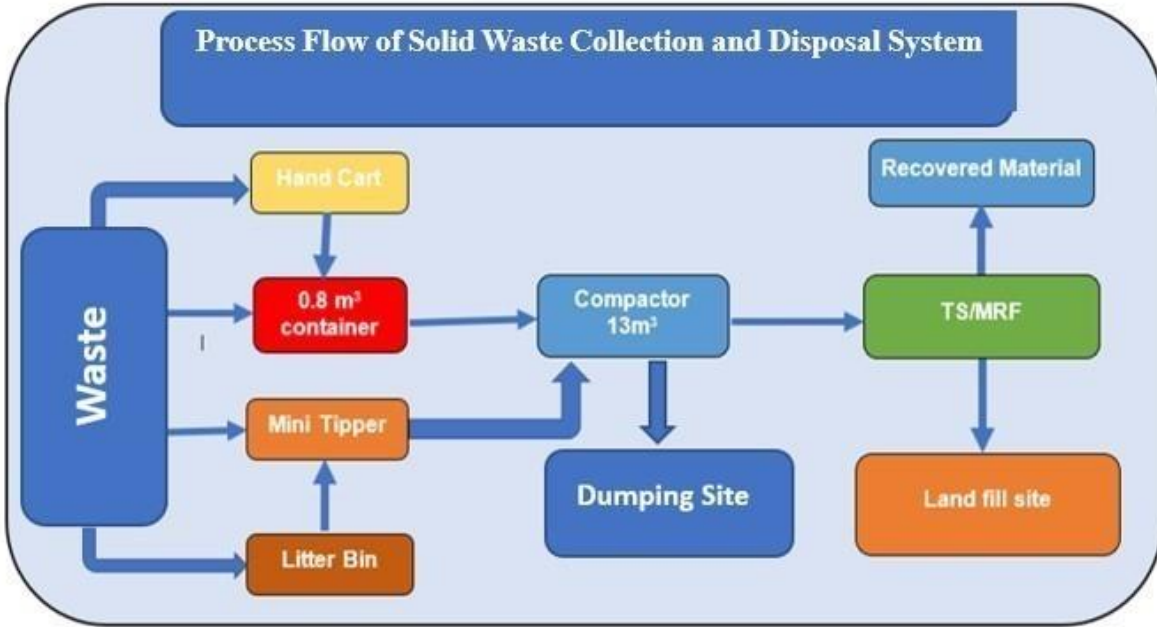 Process Flow of Solid Waste Collection and Disposal System
Hand Cart
Recovered Material
Waste
0.8 m³
container
Compactor
13m³
TS/MRF
Mini Tipper
Dumping Site
Land fill site
Litter Bin